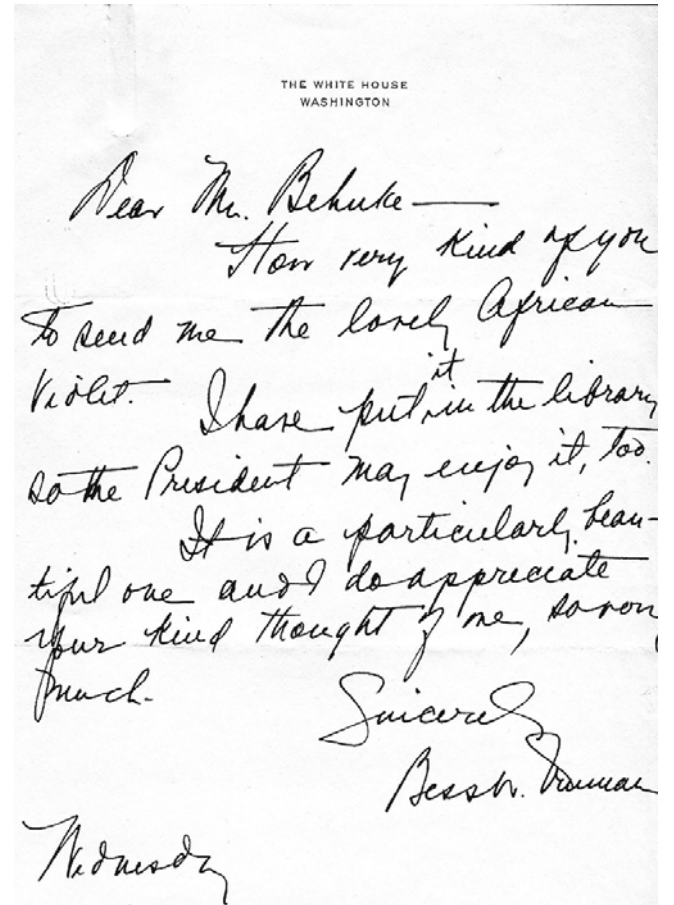 THE WHITE HOUSE
WASHINGTON
Dear Mr. Behnke —
How very kind of you
to send me the lovely African
Violet. I have put it in the library
so the President may enjoy it, too.
It is a particularly beau-
tiful one and I do appreciate
your kind thought of me, so very
much.
Sincerely
Bess W. Truman
Wednesday